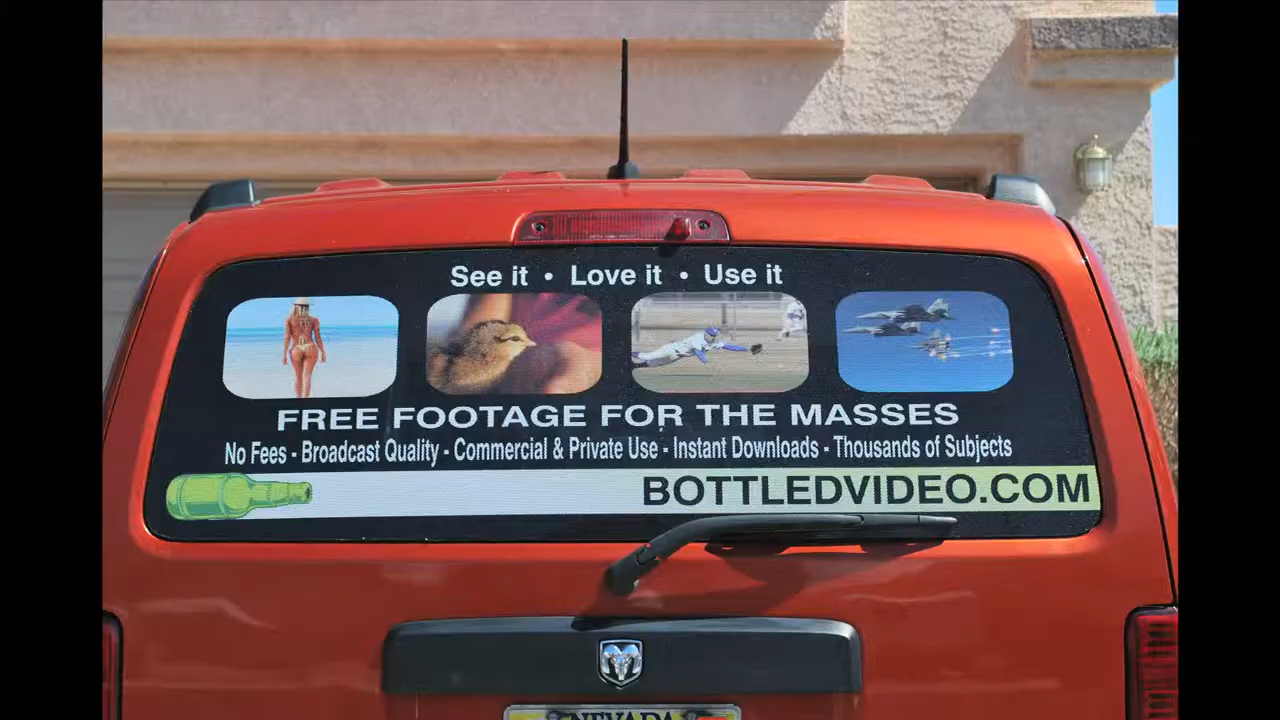 See it • Love it • Use it
FREE FOOTAGE FOR THE MASSES
No Fees - Broadcast Quality - Commercial & Private Use - Instant Downloads - Thousands of Subjects
BOTTLEDVIDEO.COM
NEVADA